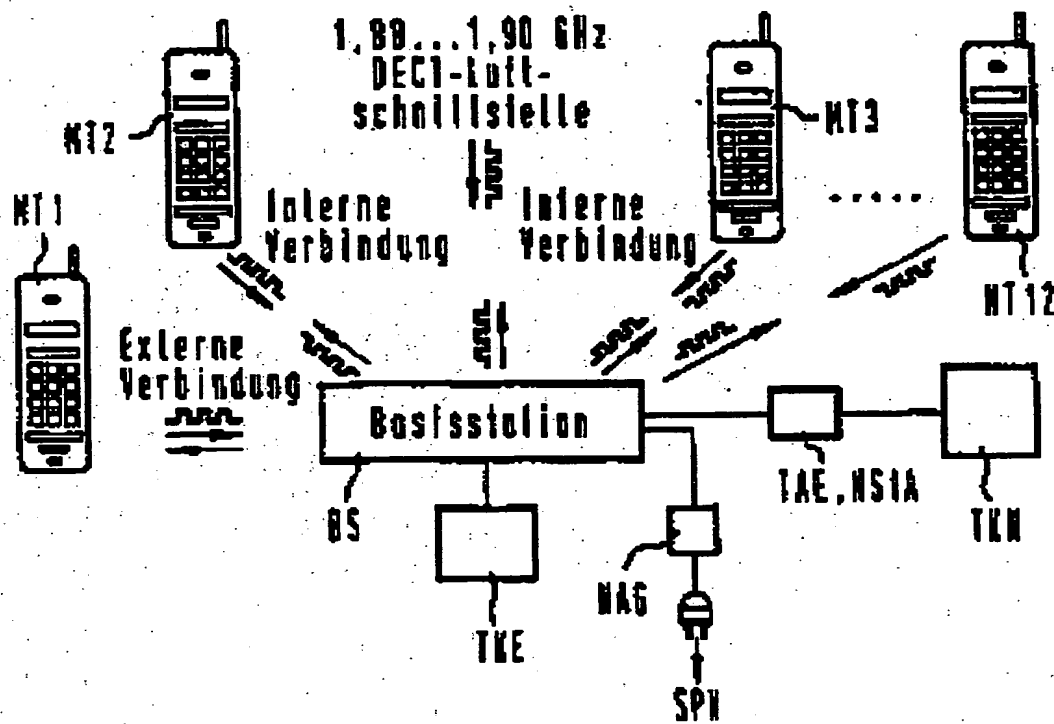 1,88...1,90 GHz
DECT-Luft-
schnittstelle
MT2
MT3
MT1
Interne
Verbindung
Interne
Verbindung
MT12
Externe
Verbindung
Basisstation
TAE,NStA
TKN
BS
NAG
TKE
SPN